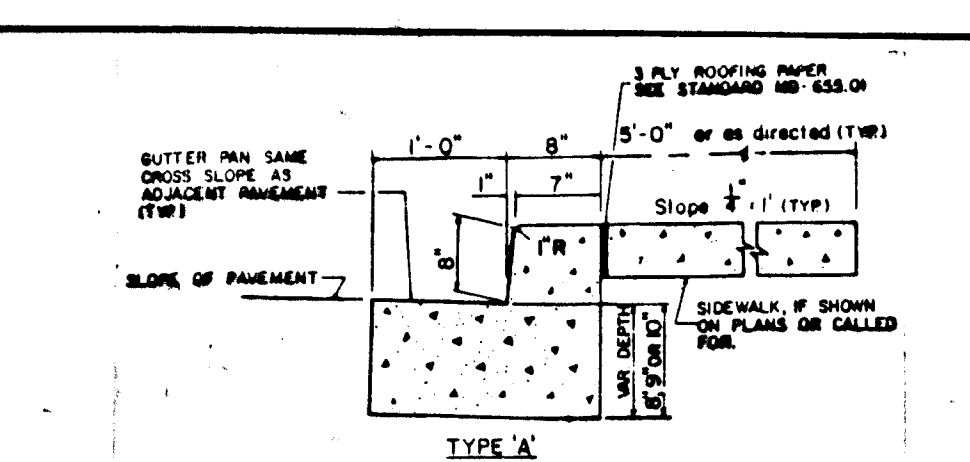 3 PLY ROOFING PAPER
SEE STANDARD MB-655.01
1'-0"
8"
5'-0" or as directed (TYP.)
GUTTER PAN SAME
CROSS SLOPE AS
ADJACENT PAVEMENT
(TYP.)
1"
7"
Slope 1/4" : 1' (TYP.)
8"
1"R
SLOPE OF PAVEMENT
SIDEWALK, IF SHOWN
ON PLANS OR CALLED
FOR.
VAR DEPTH
8", 9" OR 10"
TYPE 'A'